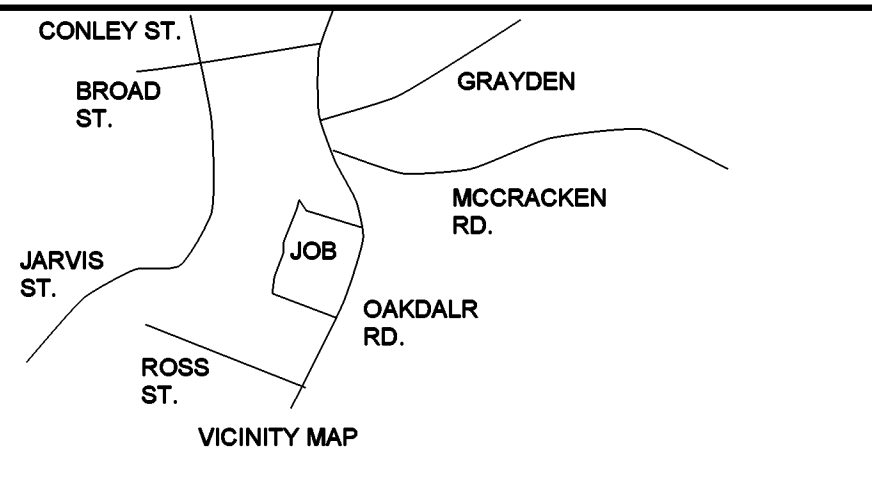 CONLEY ST.
BROAD
ST.
GRAYDEN
MCCRACKEN
RD.
JOB
JARVIS
ST.
OAKDALR
RD.
ROSS
ST.
VICINITY MAP